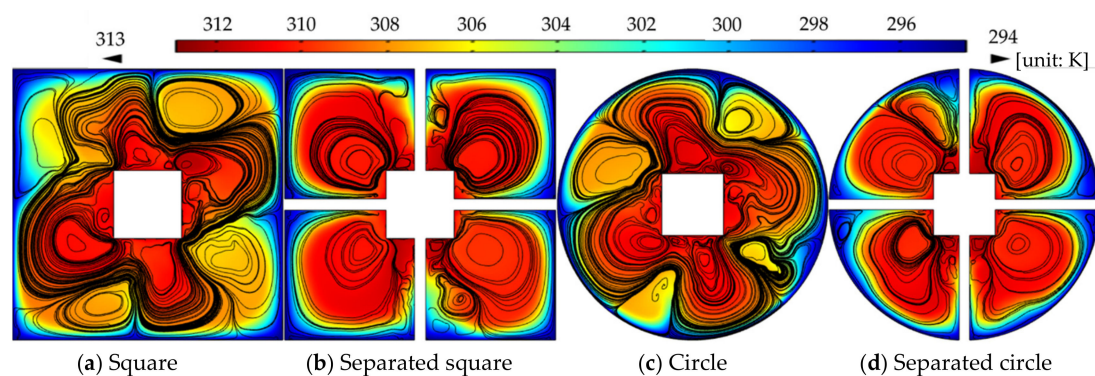 312 310 308 306 304 302 300 298 296
313 294
[unit: K]
(a) Square (b) Separated square (c) Circle (d) Separated circle